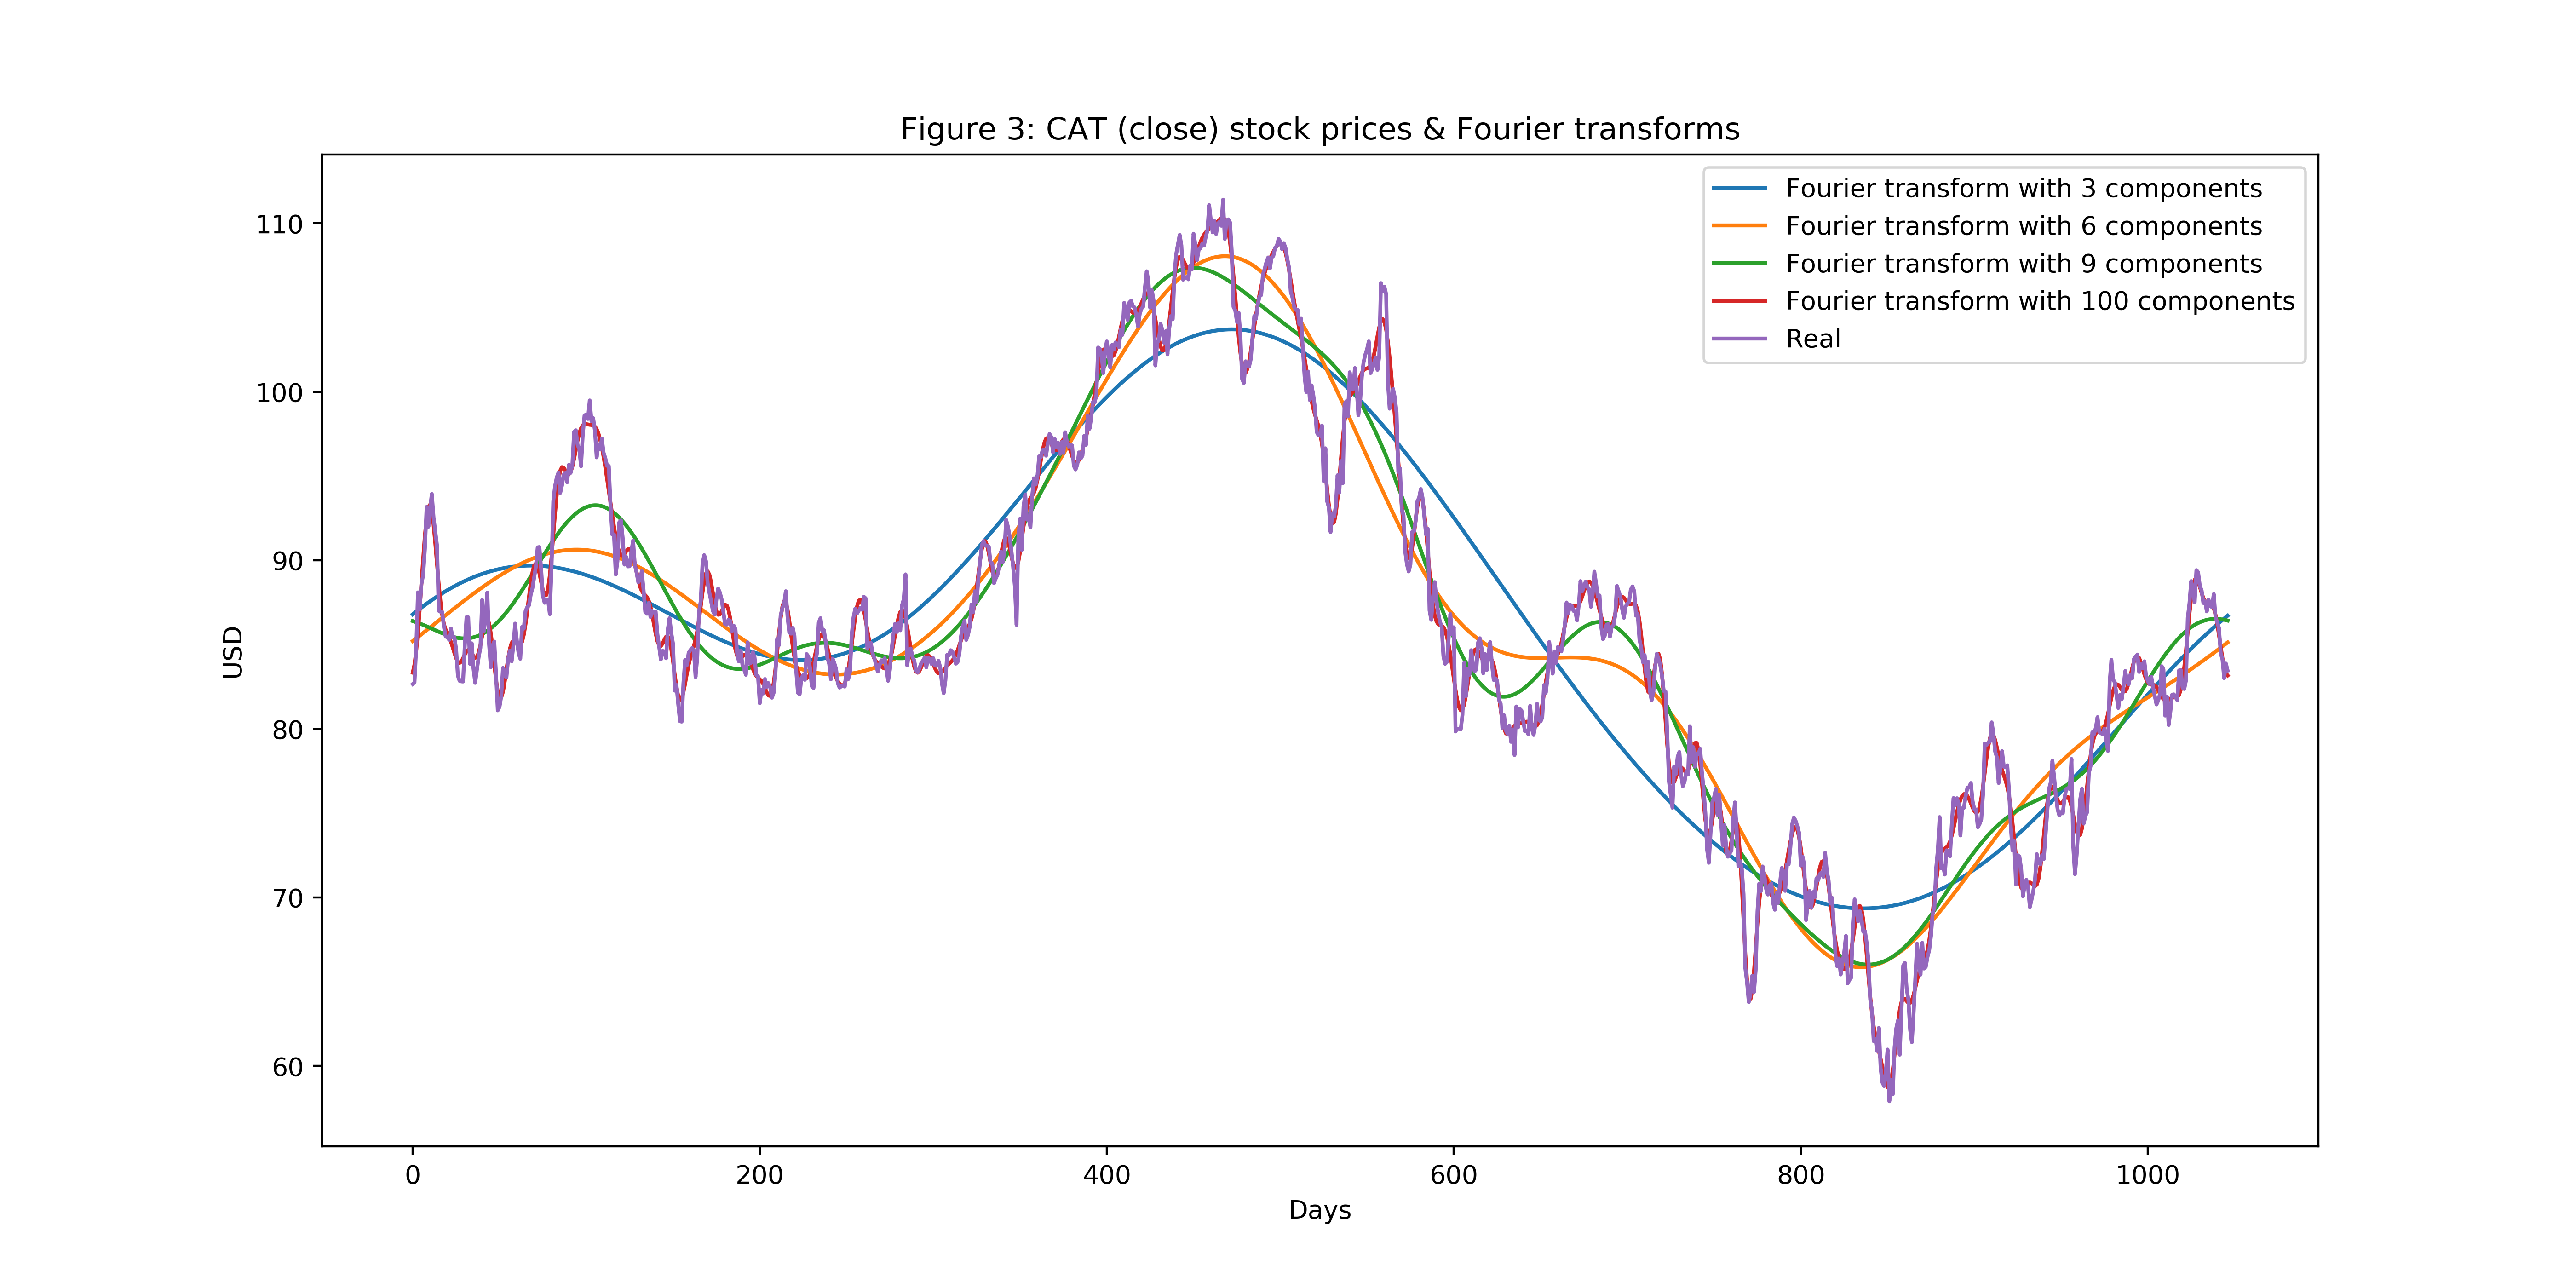 Figure 3: CAT (close) stock prices & Fourier transforms
Fourier transform with 3 components
Fourier transform with 6 components
Fourier transform with 9 components
Fourier transform with 100 components
Real
110
100
90
80
70
60
USD
0 200 400 600 800 1000
Days